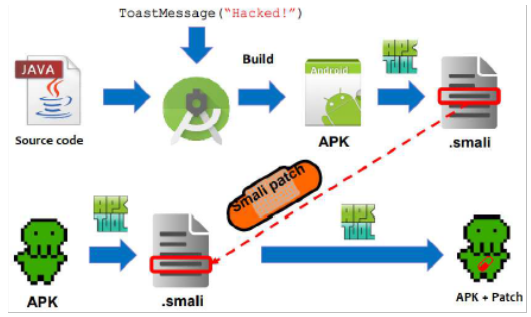 ToastMessage("Hacked!")
Build
APK
TOOL
JAVA
Android
Source code
APK
.smali
Smali patch
APK
TOOL
APK
TOOL
APK
.smali
APK + Patch